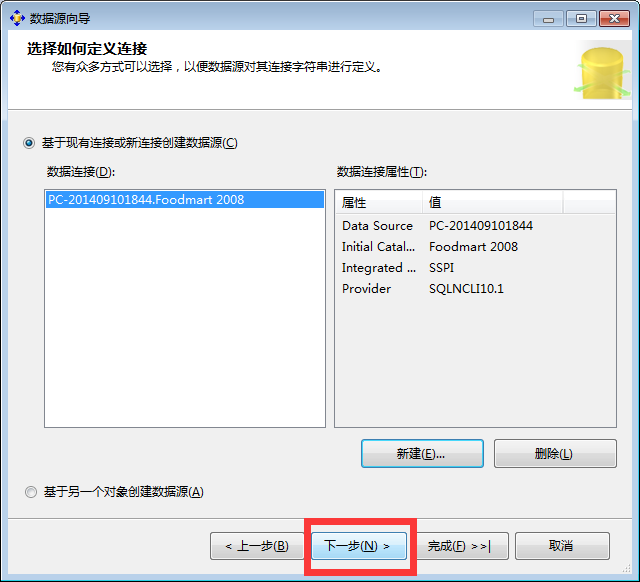 数据源向导
选择如何定义连接
您有众多方式可以选择，以便数据源对其连接字符串进行定义。
基于现有连接或新连接创建数据源(C)
数据连接(D):
数据连接属性(T):
PC-201409101844.Foodmart 2008
属性 值
Data Source PC-201409101844
Initial Catal... Foodmart 2008
Integrated ... SSPI
Provider SQLNCLI10.1
新建(E)... 删除(L)
基于另一个对象创建数据源(A)
< 上一步(B) 下一步(N) > 完成(F) >>| 取消